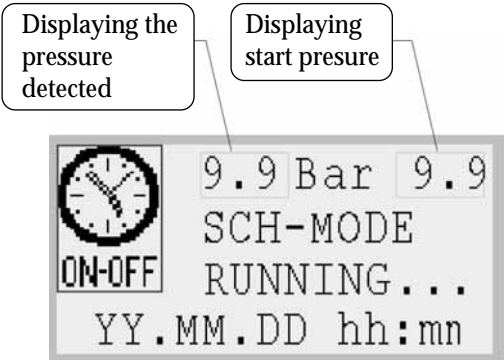 Displaying the
pressure
detected
Displaying
start presure
9.9 Bar 9.9
SCH-MODE
ON-OFF
RUNNING...
YY.MM.DD hh:mn